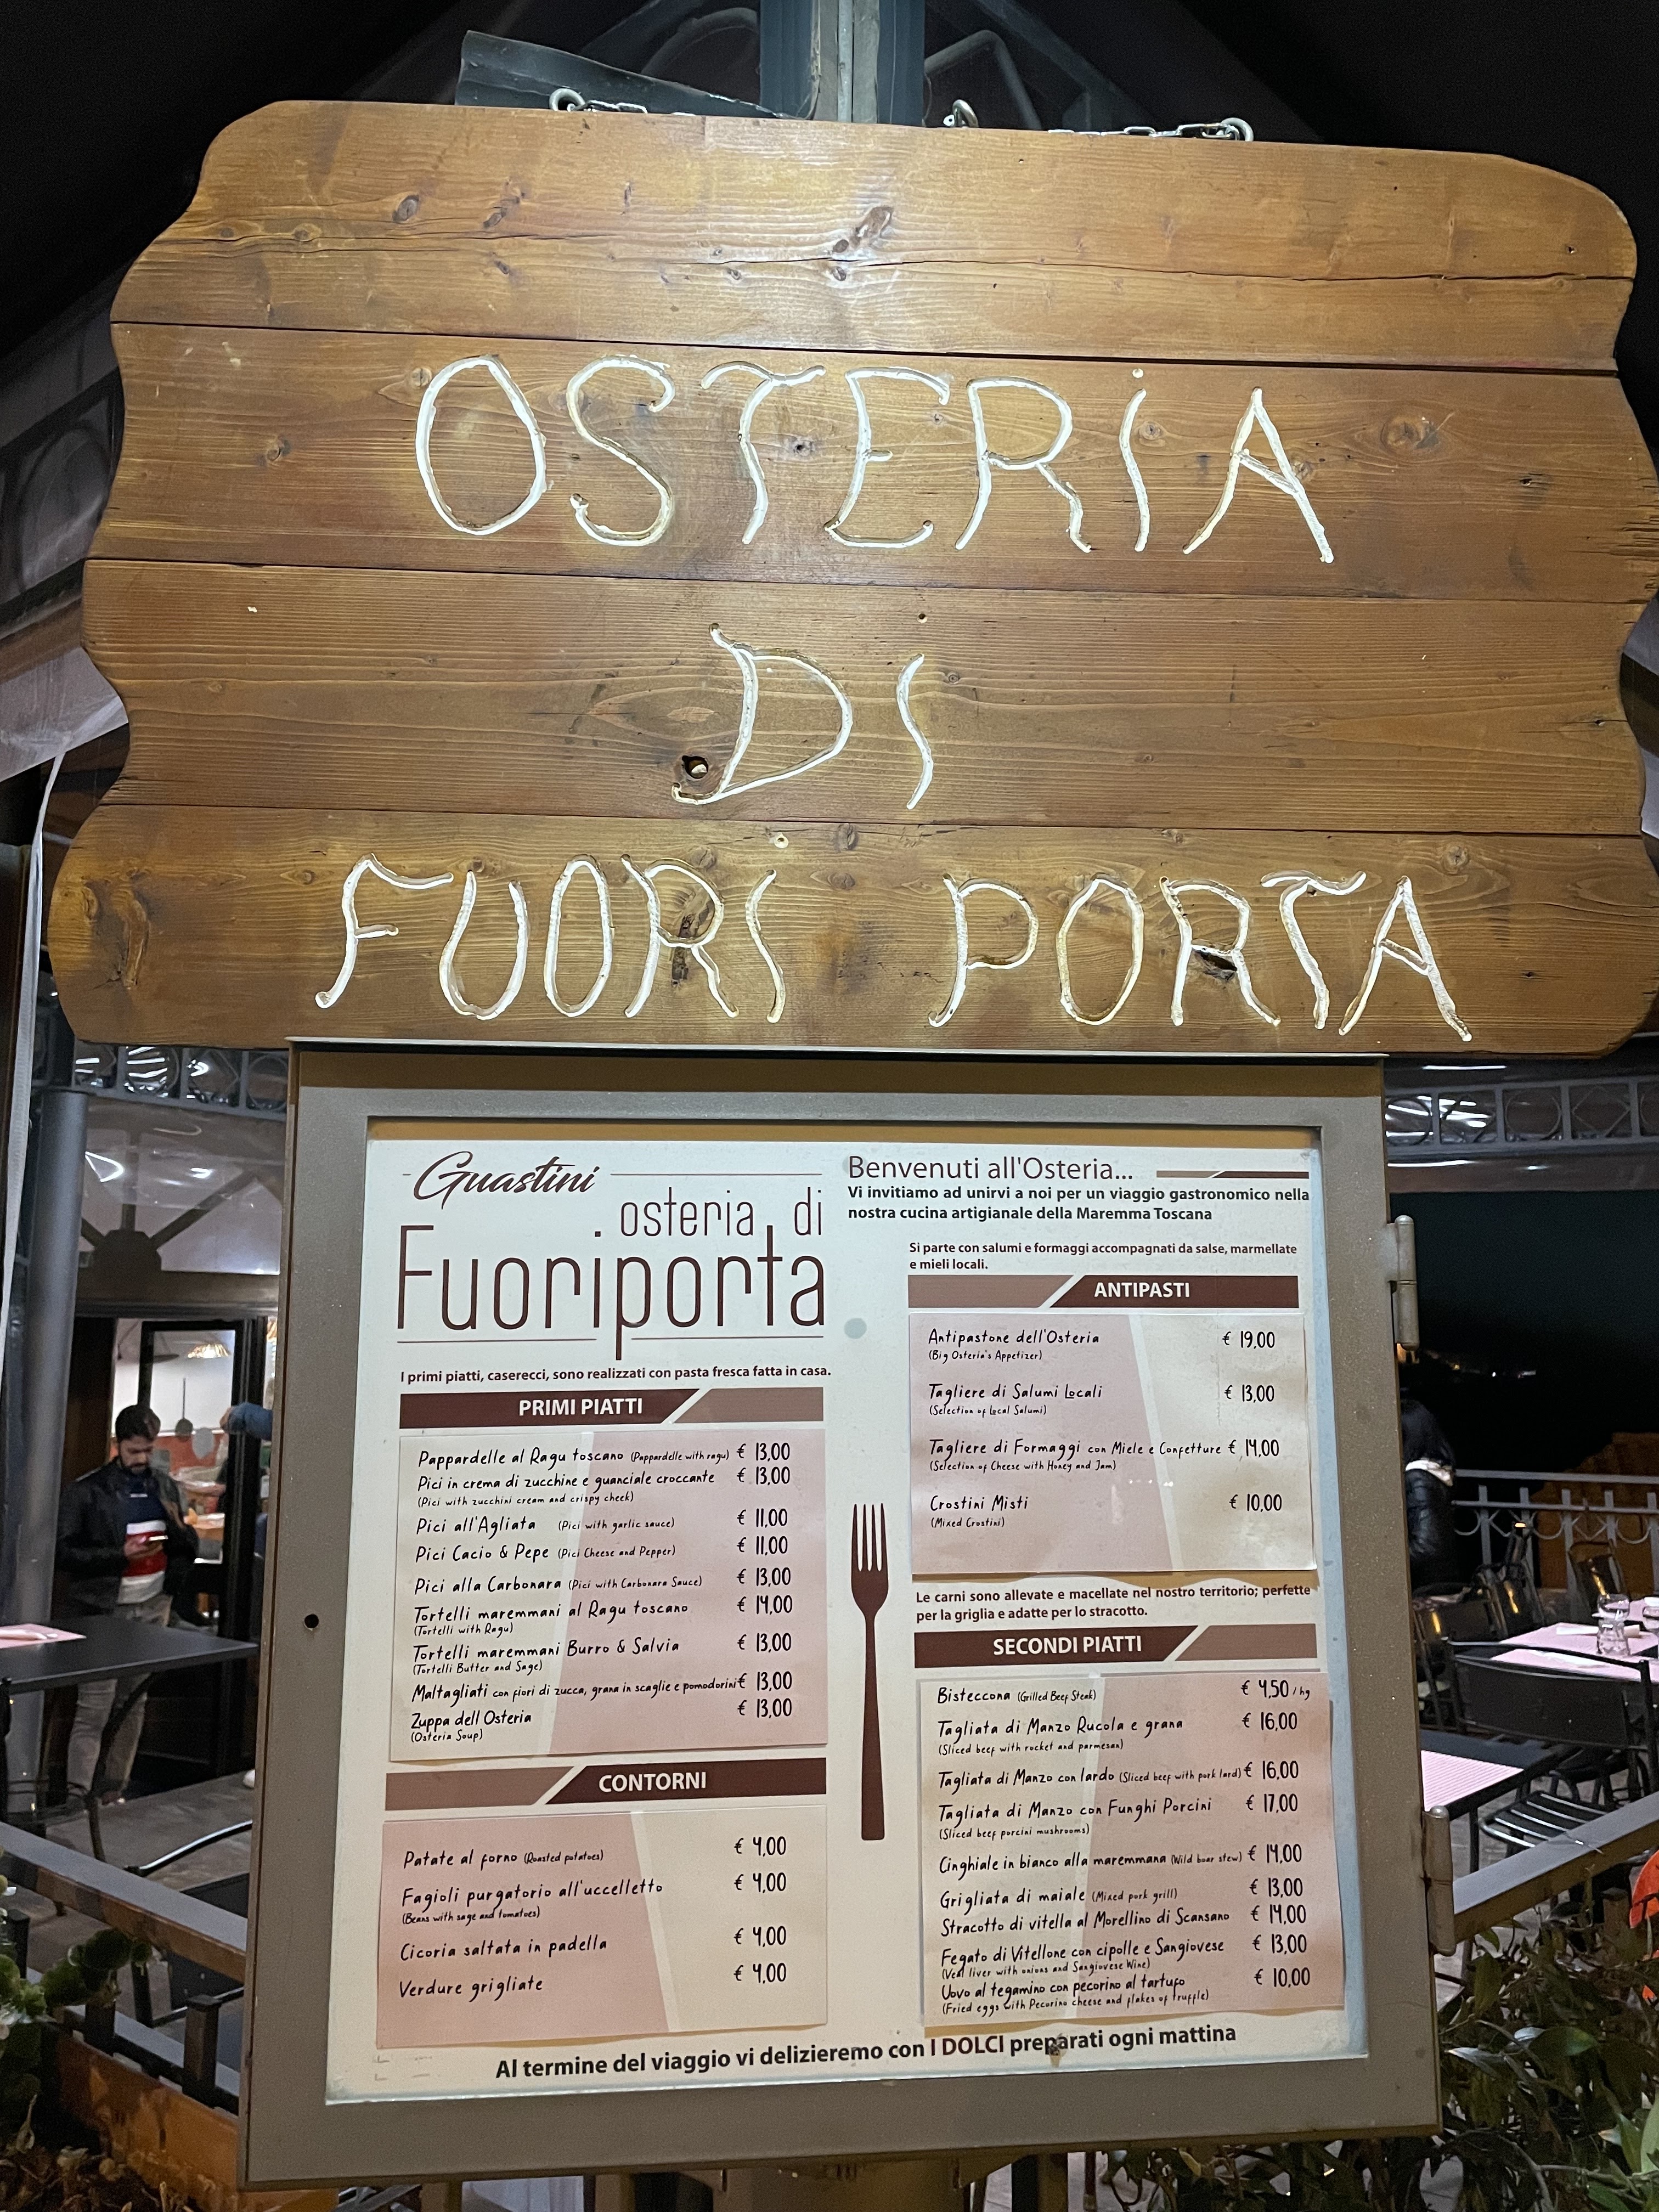 OSTERiA
Di
FUORi PORTA
Guastini
osteria di
Fuoriporta
I primi piatti, caserecci, sono realizzati con pasta fresca fatta in casa.
PRIMI PIATTI
Pappardelle al Ragu toscano (Pappardelle with ragu) € 13,00
Pici in crema di zucchine e guanciale croccante € 13,00
(Pici with zucchini cream and crispy cheek)
Pici all'Agliata (Pici with garlic sauce) € 11,00
Pici Cacio & Pepe (Pici Cheese and Pepper) € 11,00
Pici alla Carbonara (Pici with Carbonara Sauce) € 13,00
Tortelli maremmani al Ragu toscano € 14,00
(Tortelli with Ragu)
Tortelli maremmani Burro & Salvia € 13,00
(Tortelli Butter and Sage)
Maltagliati con fiori di zucca, grana in scaglie e pomodorini € 13,00
Zuppa dell Osteria € 13,00
(Osteria Soup)
CONTORNI
Patate al forno (Roasted potatoes) € 4,00
Fagioli purgatorio all'uccelletto € 4,00
(Beans with sage and tomatoes)
Cicoria saltata in padella € 4,00
Verdure grigliate € 4,00
Benvenuti all'Osteria...
Vi invitiamo ad unirvi a noi per un viaggio gastronomico nella
nostra cucina artigianale della Maremma Toscana
Si parte con salumi e formaggi accompagnati da salse, marmellate
e mieli locali.
ANTIPASTI
Antipastone dell'Osteria € 19,00
(Big Osteria's Appetizer)
Tagliere di Salumi Locali € 13,00
(Selection of Local Salumi)
Tagliere di Formaggi con Miele e Confetture € 14,00
(Selection of Cheese with Honey and Jam)
Crostini Misti € 10,00
(Mixed Crostini)
Le carni sono allevate e macellate nel nostro territorio; perfette
per la griglia e adatte per lo stracotto.
SECONDI PIATTI
Bisteccona (Grilled Beef Steak) € 4,50 / hg
Tagliata di Manzo Rucola e grana € 16,00
(Sliced beef with rocket and parmesan)
Tagliata di Manzo con lardo (Sliced beef with pork lard) € 16,00
Tagliata di Manzo con Funghi Porcini € 17,00
(Sliced beef porcini mushrooms)
Cinghiale in bianco alla maremmana (Wild boar stew) € 14,00
Grigliata di maiale (Mixed pork grill) € 13,00
Stracotto di vitella al Morellino di Scansano € 14,00
Fegato di Vitellone con cipolle e Sangiovese € 13,00
(Veal liver with onions and Sangiovese Wine)
Uovo al tegamino con pecorino al tartufo € 10,00
(Fried eggs with Pecorino cheese and flakes of truffle)
Al termine del viaggio vi delizieremo con I DOLCI preparati ogni mattina